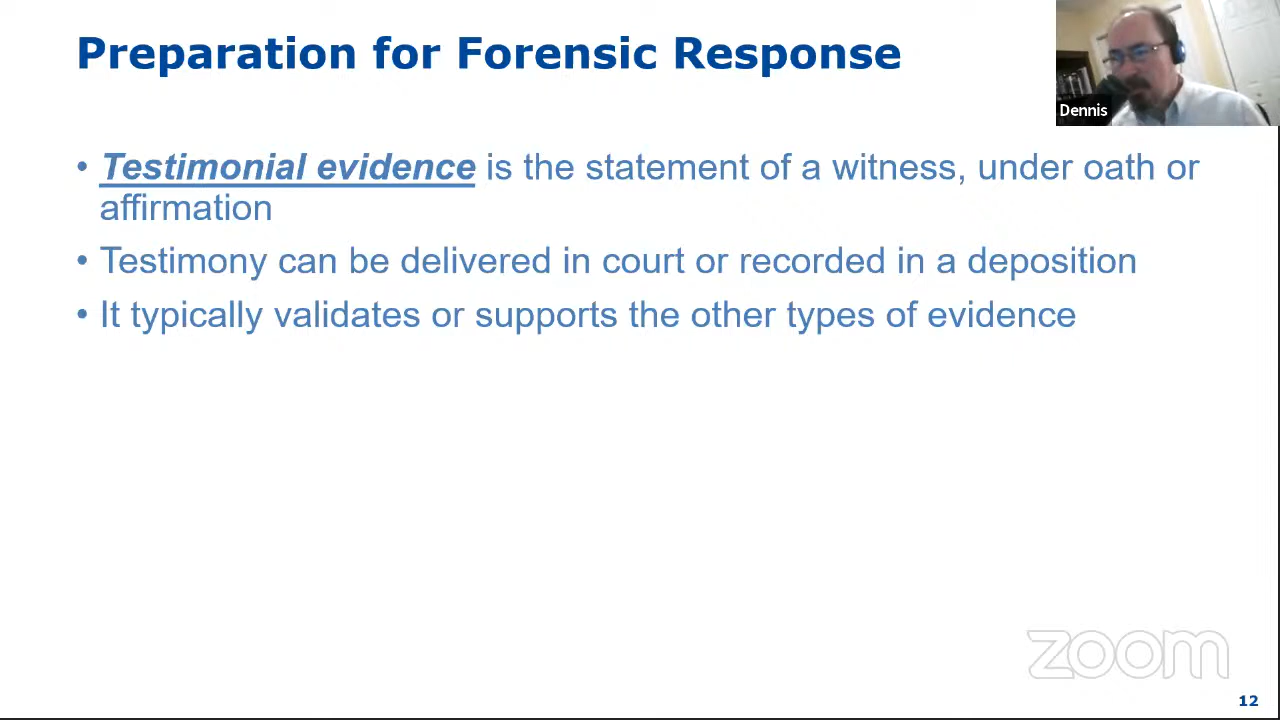 Preparation for Forensic Response
Dennis
• Testimonial evidence is the statement of a witness, under oath or
affirmation
• Testimony can be delivered in court or recorded in a deposition
• It typically validates or supports the other types of evidence
zoom
12